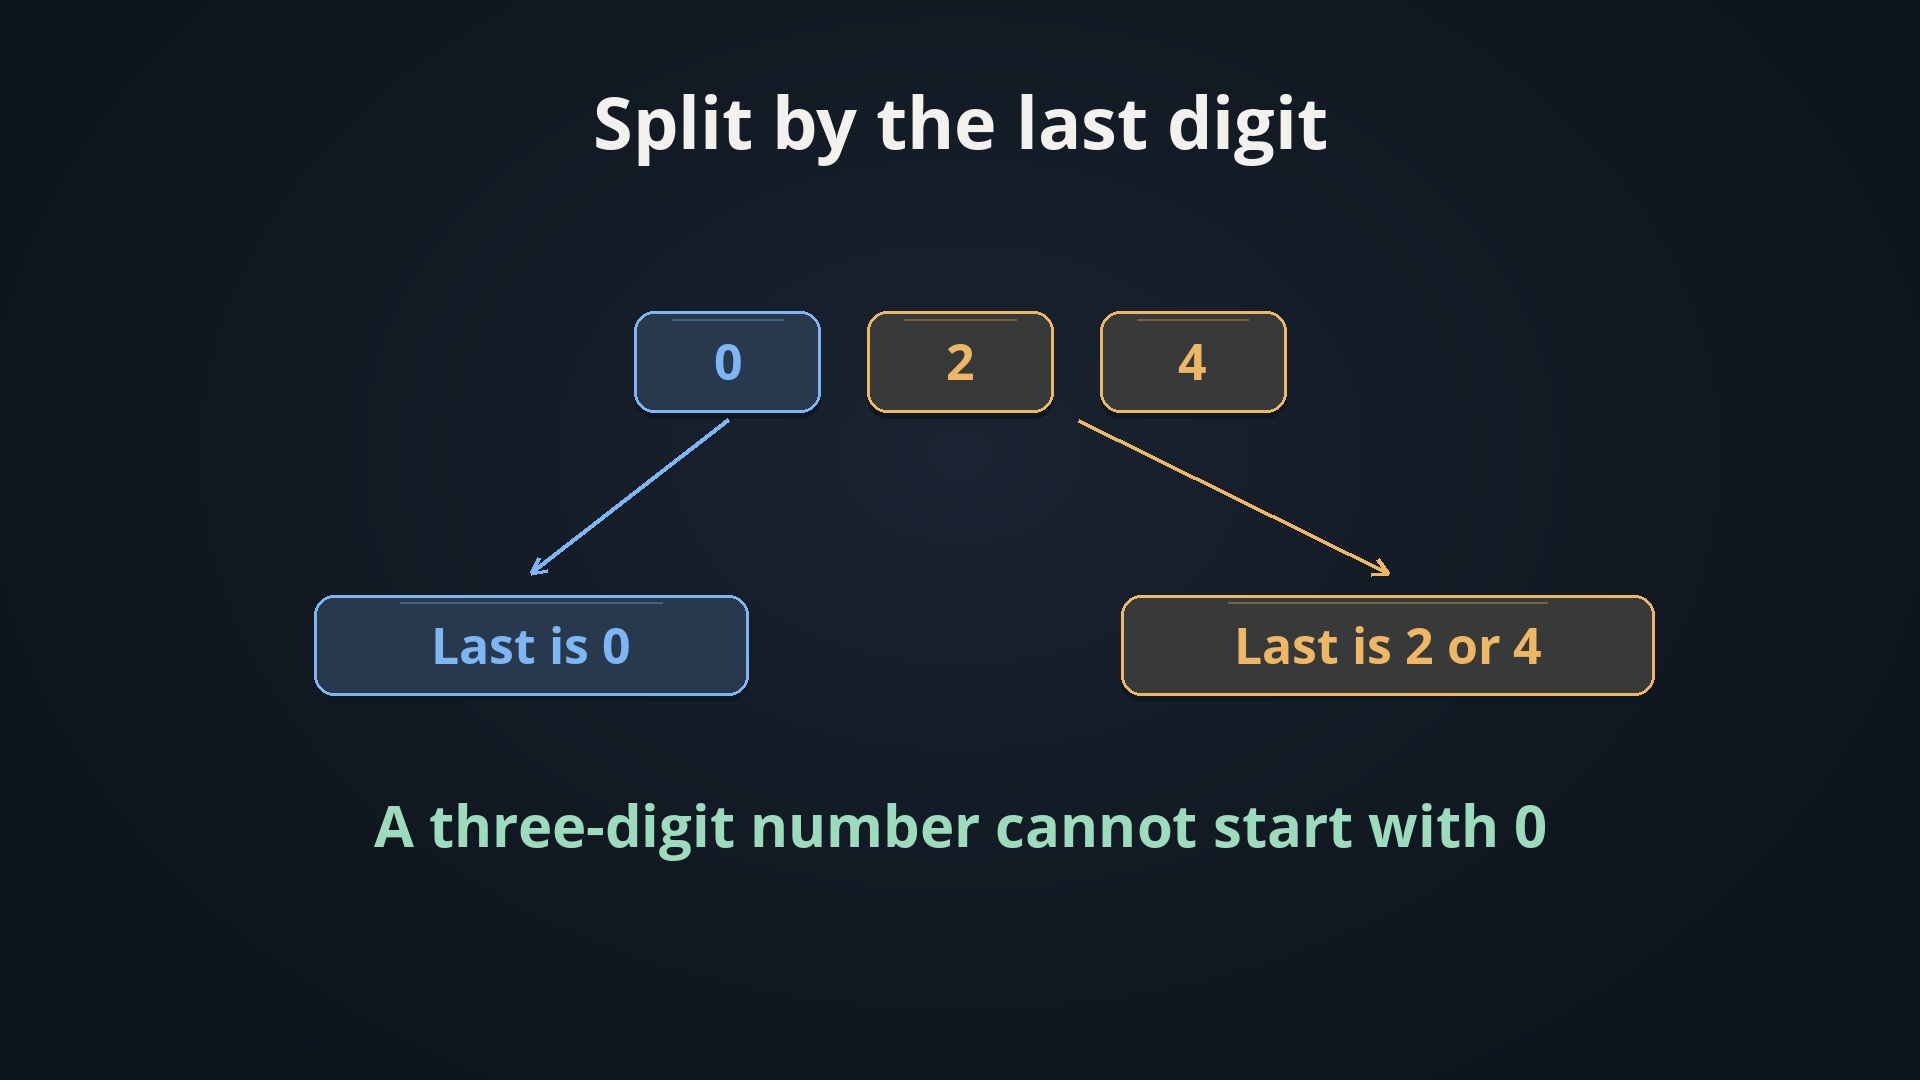 Split by the last digit
0 2 4
Last is 0
Last is 2 or 4
A three-digit number cannot start with 0